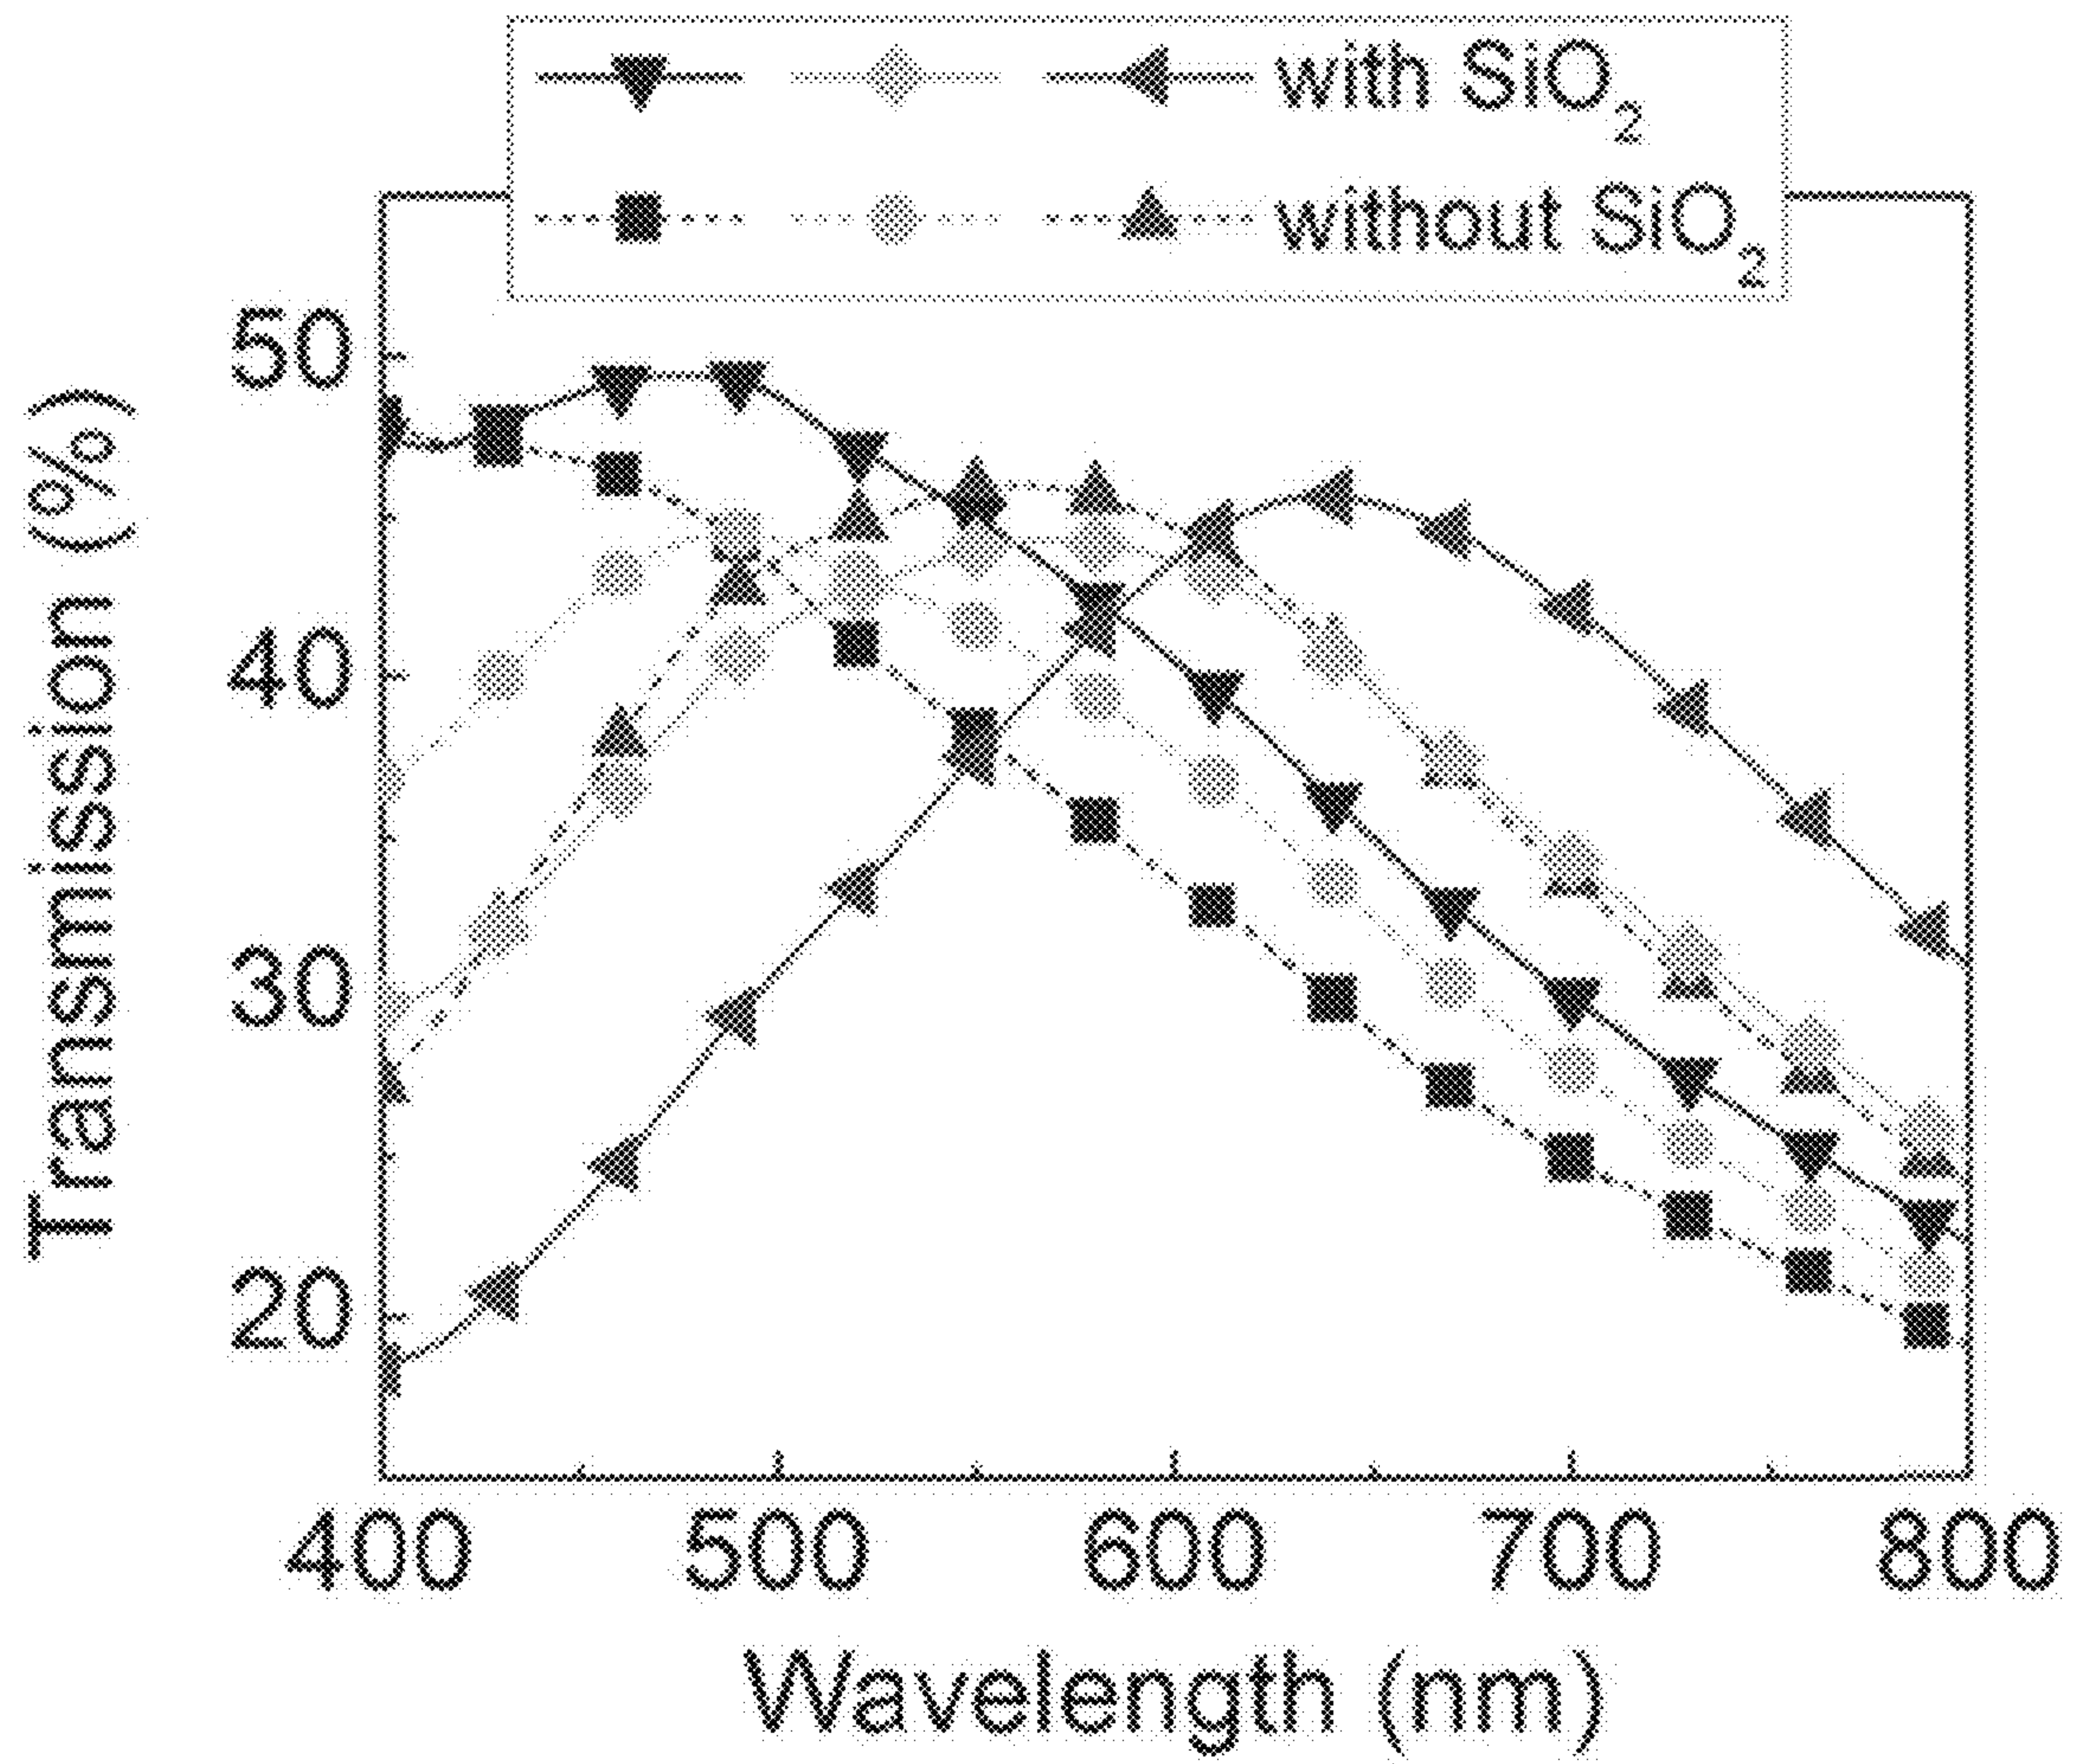 with SiO₂
without SiO₂
Transmission (%)
50
40
30
20
400 500 600 700 800
Wavelength (nm)